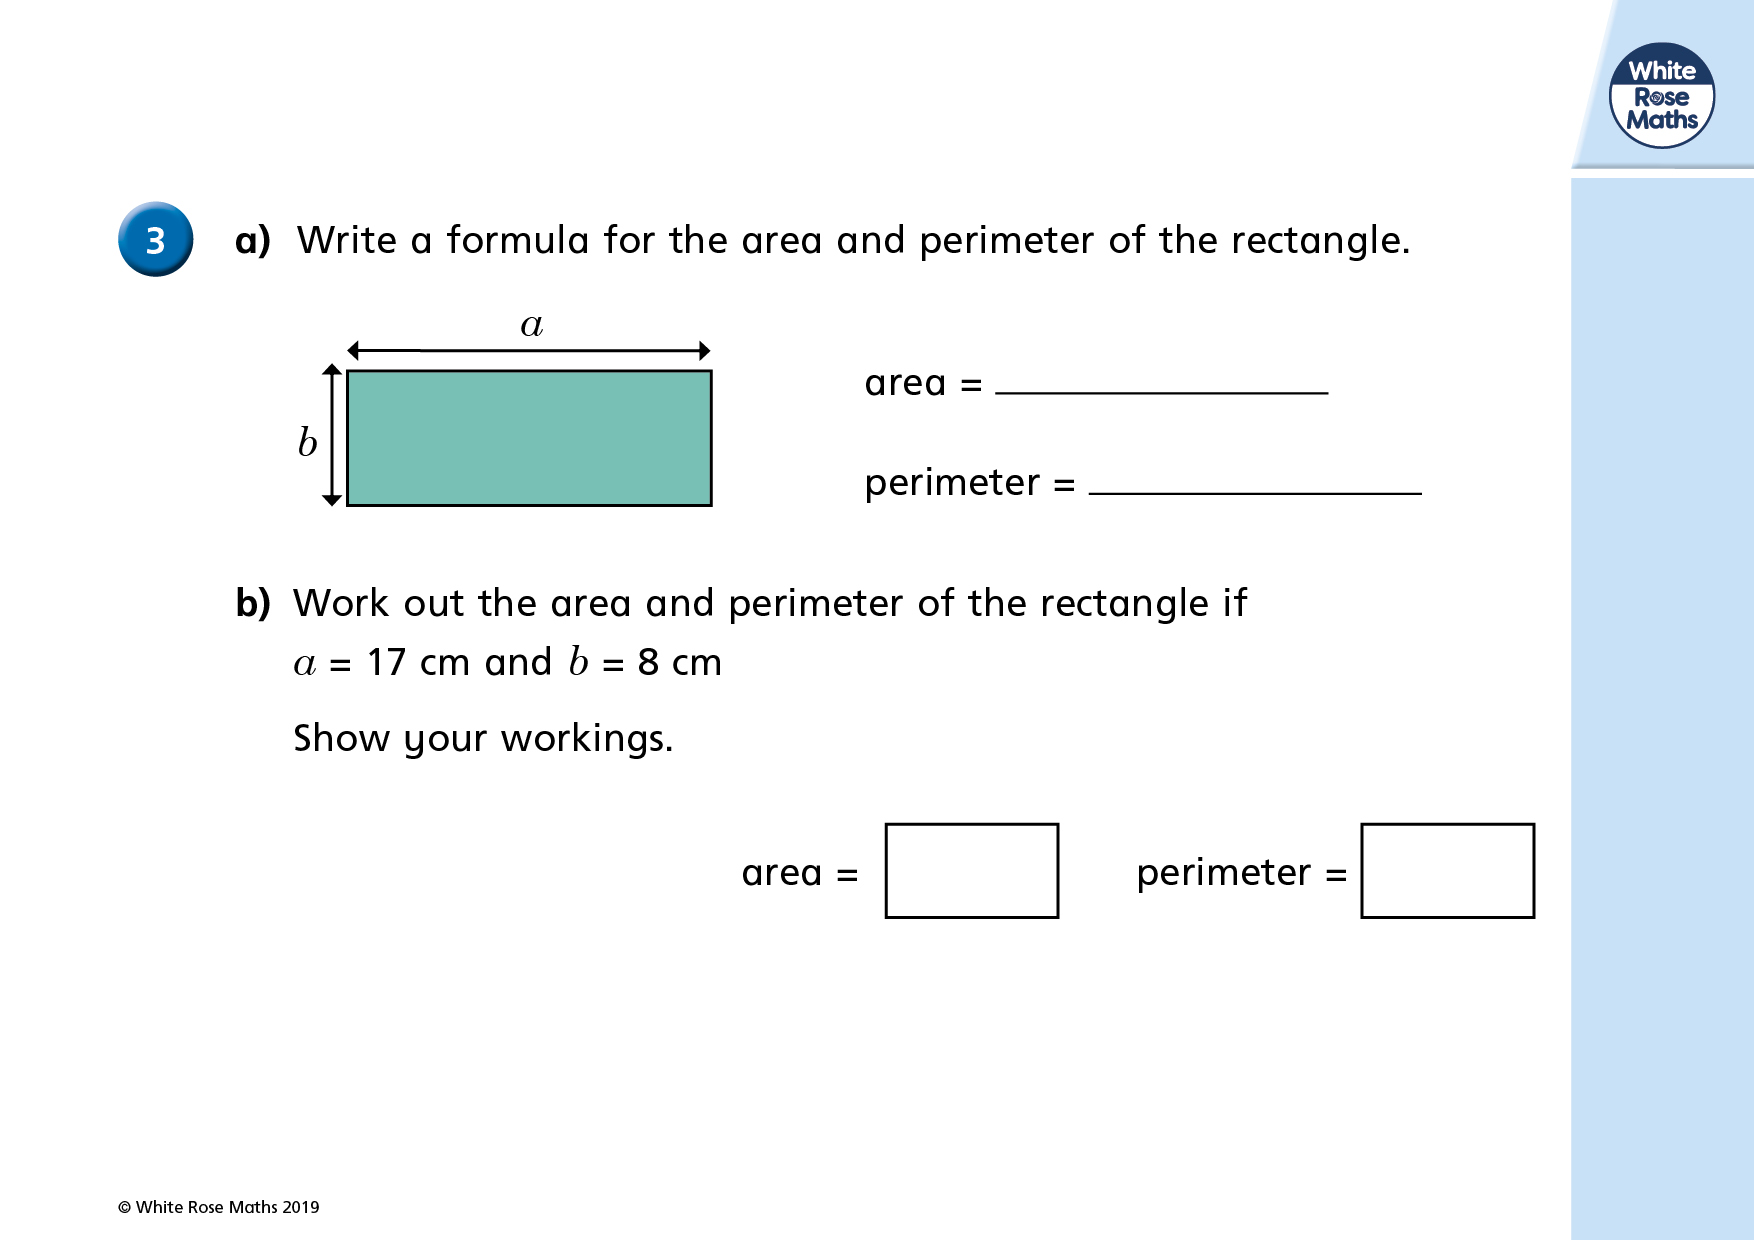 White
Rose
Maths
3 a) Write a formula for the area and perimeter of the rectangle.
a
b
area =
perimeter =
b) Work out the area and perimeter of the rectangle if
a = 17 cm and b = 8 cm
Show your workings.
area = perimeter =
© White Rose Maths 2019